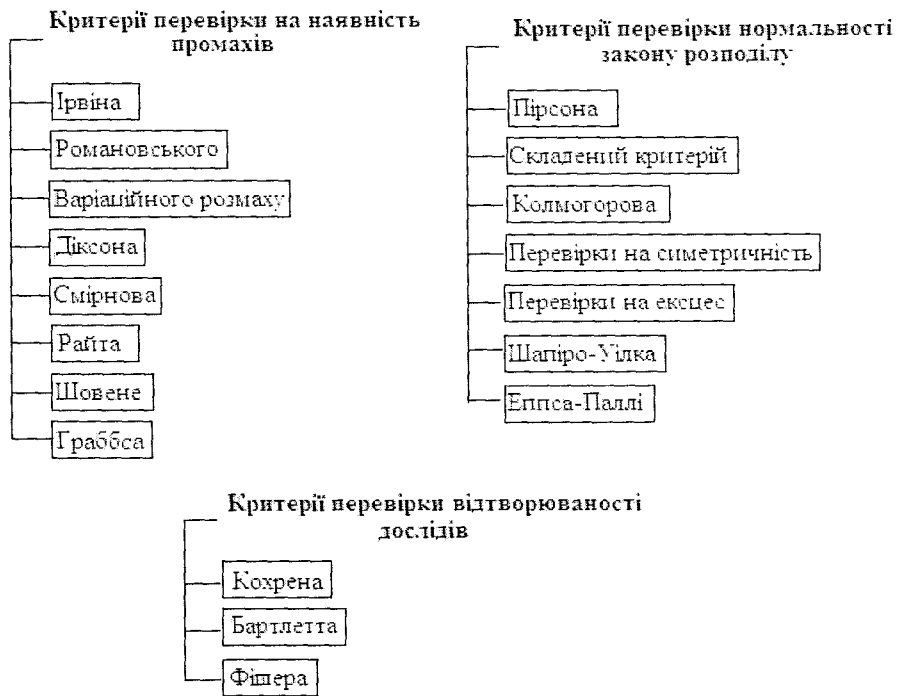 Критерії перевірки на наявність
промахів
Ірвіна
Романовського
Варіаційного розмаху
Діксона
Смірнова
Райта
Шовене
Граббса
Критерії перевірки нормальності
закону розподілу
Пірсона
Складений критерій
Колмогорова
Перевірки на симетричність
Перевірки на ексцес
Шапіро-Уілка
Еппса-Паллі
Критерії перевірки відтворюваності
дослідів
Кохрена
Бартлетта
Фішера